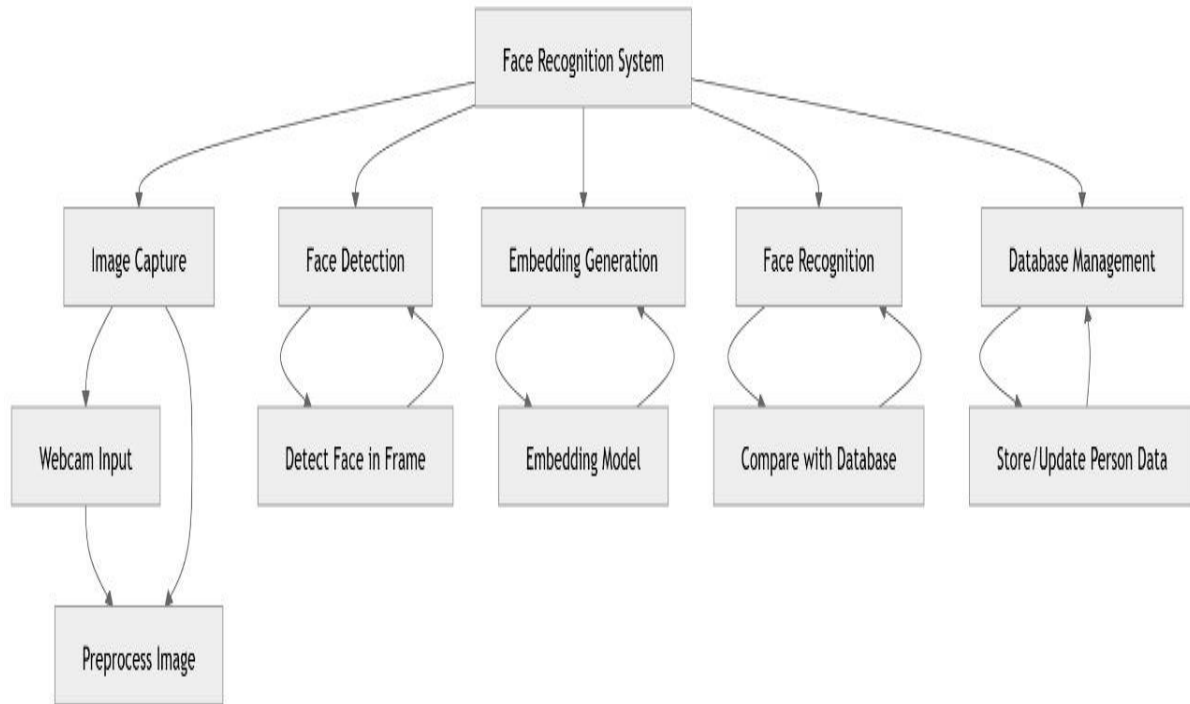 Face Recognition System
Image Capture
Face Detection
Embedding Generation
Face Recognition
Database Management
Webcam Input
Detect Face in Frame
Embedding Model
Compare with Database
Store/Update Person Data
Preprocess Image